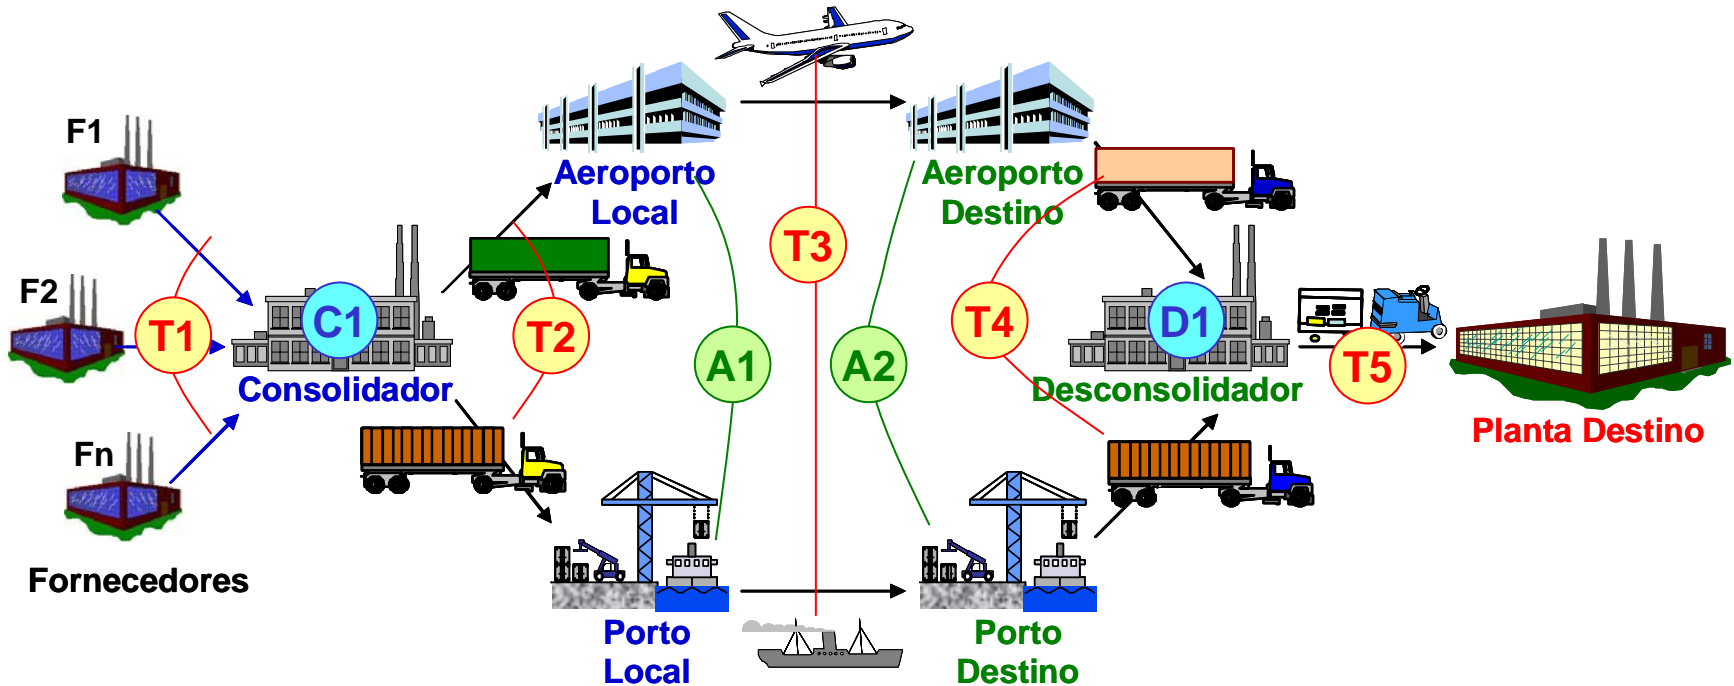 F1
F2
Fn
Fornecedores
T1
C1
Consolidador
T2
Aeroporto
Local
Porto
Local
A1
T3
A2
Aeroporto
Destino
Porto
Destino
T4
D1
Desconsolidador
T5
Planta Destino